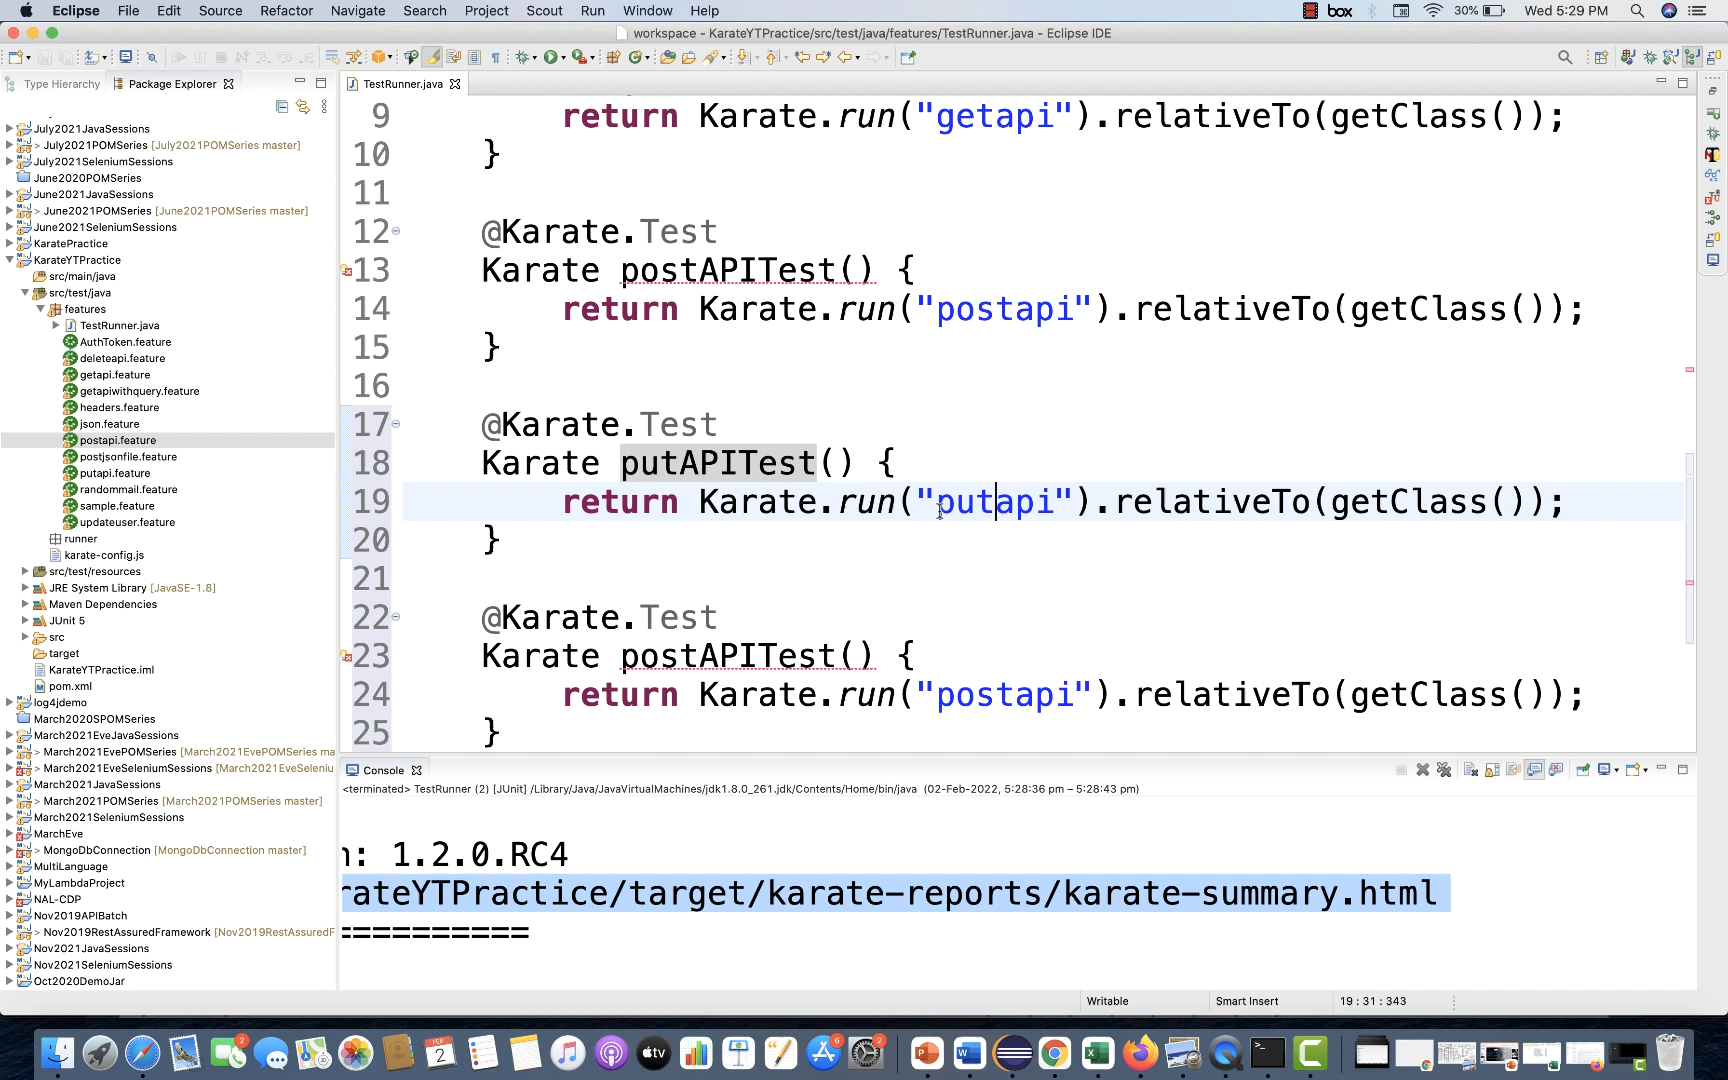 Eclipse File Edit Source Refactor Navigate Search Project Scout Run Window Help box 30% Wed 5:29 PM
workspace - KarateYTPractice/src/test/java/features/TestRunner.java - Eclipse IDE
Type Hierarchy Package Explorer
July2021JavaSessions
> July2021POMSeries [July2021POMSeries master]
July2021SeleniumSessions
June2020POMSeries
June2021JavaSessions
> June2021POMSeries [June2021POMSeries master]
June2021SeleniumSessions
KaratePractice
KarateYTPractice
src/main/java
src/test/java
features
TestRunner.java
AuthToken.feature
deleteapi.feature
getapi.feature
getapiwithquery.feature
headers.feature
json.feature
postapi.feature
postjsonfile.feature
putapi.feature
randommail.feature
sample.feature
updateuser.feature
runner
karate-config.js
src/test/resources
JRE System Library [JavaSE-1.8]
Maven Dependencies
JUnit 5
src
target
KarateYTPractice.iml
pom.xml
log4jdemo
March2020SPOMSeries
March2021EveJavaSessions
> March2021EvePOMSeries [March2021EvePOMSeries ma
> March2021EveSeleniumSessions [March2021EveSeleniu
March2021JavaSessions
> March2021POMSeries [March2021POMSeries master]
March2021SeleniumSessions
MarchEve
> MongoDbConnection [MongoDbConnection master]
MultiLanguage
MyLambdaProject
NAL-CDP
Nov2019APIBatch
> Nov2019RestAssuredFramework [Nov2019RestAssuredF
Nov2021JavaSessions
Nov2021SeleniumSessions
Oct2020DemoJar
TestRunner.java
9 return Karate.run("getapi").relativeTo(getClass());
10 }
11
12 @Karate.Test
13 Karate postAPITest() {
14 return Karate.run("postapi").relativeTo(getClass());
15 }
16
17 @Karate.Test
18 Karate putAPITest() {
19 return Karate.run("putapi").relativeTo(getClass());
20 }
21
22 @Karate.Test
23 Karate postAPITest() {
24 return Karate.run("postapi").relativeTo(getClass());
25 }
Console
<terminated> TestRunner (2) [JUnit] /Library/Java/JavaVirtualMachines/jdk1.8.0_261.jdk/Contents/Home/bin/java (02-Feb-2022, 5:28:36 pm – 5:28:43 pm)
n: 1.2.0.RC4
rateYTPractice/target/karate-reports/karate-summary.html
==========
Writable Smart Insert 19 : 31 : 343
2 FEB 2 tv 6 2